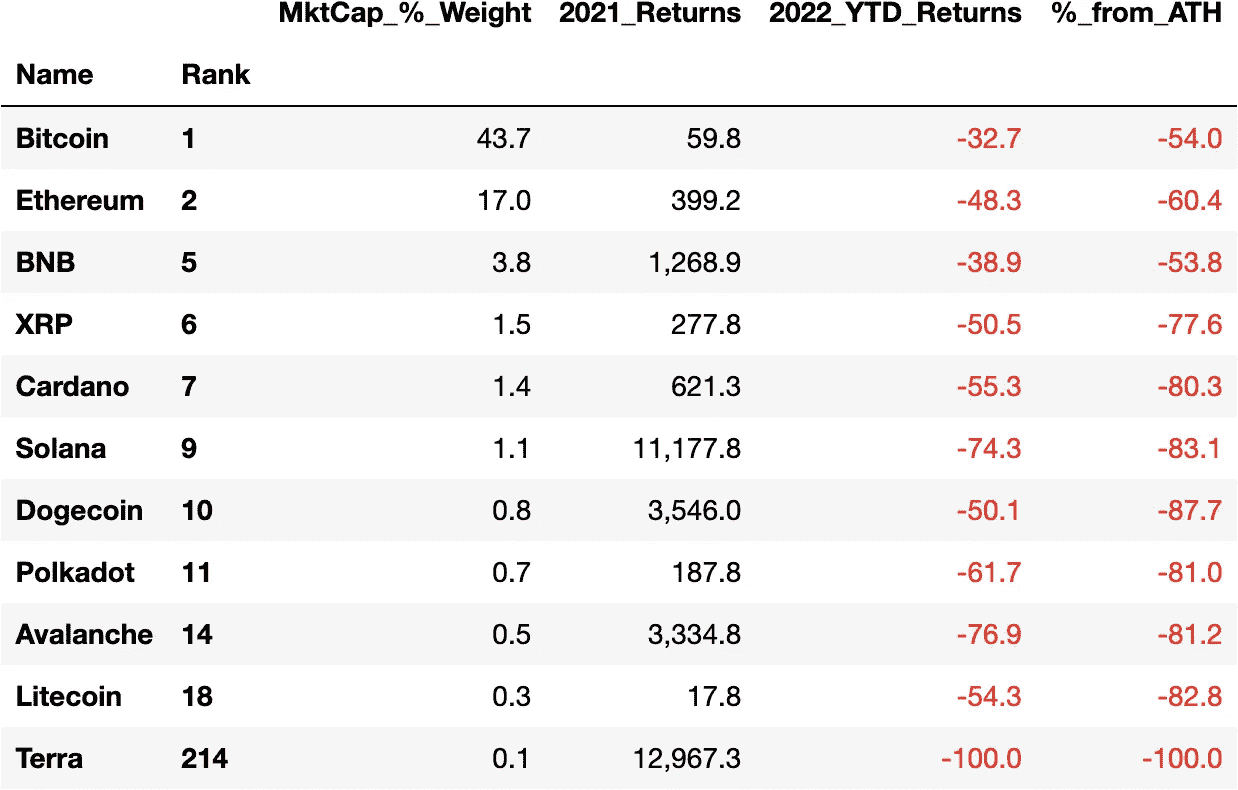 MktCap_%_Weight 2021_Returns 2022_YTD_Returns %_from_ATH
Name Rank
Bitcoin 1 43.7 59.8 -32.7 -54.0
Ethereum 2 17.0 399.2 -48.3 -60.4
BNB 5 3.8 1,268.9 -38.9 -53.8
XRP 6 1.5 277.8 -50.5 -77.6
Cardano 7 1.4 621.3 -55.3 -80.3
Solana 9 1.1 11,177.8 -74.3 -83.1
Dogecoin 10 0.8 3,546.0 -50.1 -87.7
Polkadot 11 0.7 187.8 -61.7 -81.0
Avalanche 14 0.5 3,334.8 -76.9 -81.2
Litecoin 18 0.3 17.8 -54.3 -82.8
Terra 214 0.1 12,967.3 -100.0 -100.0